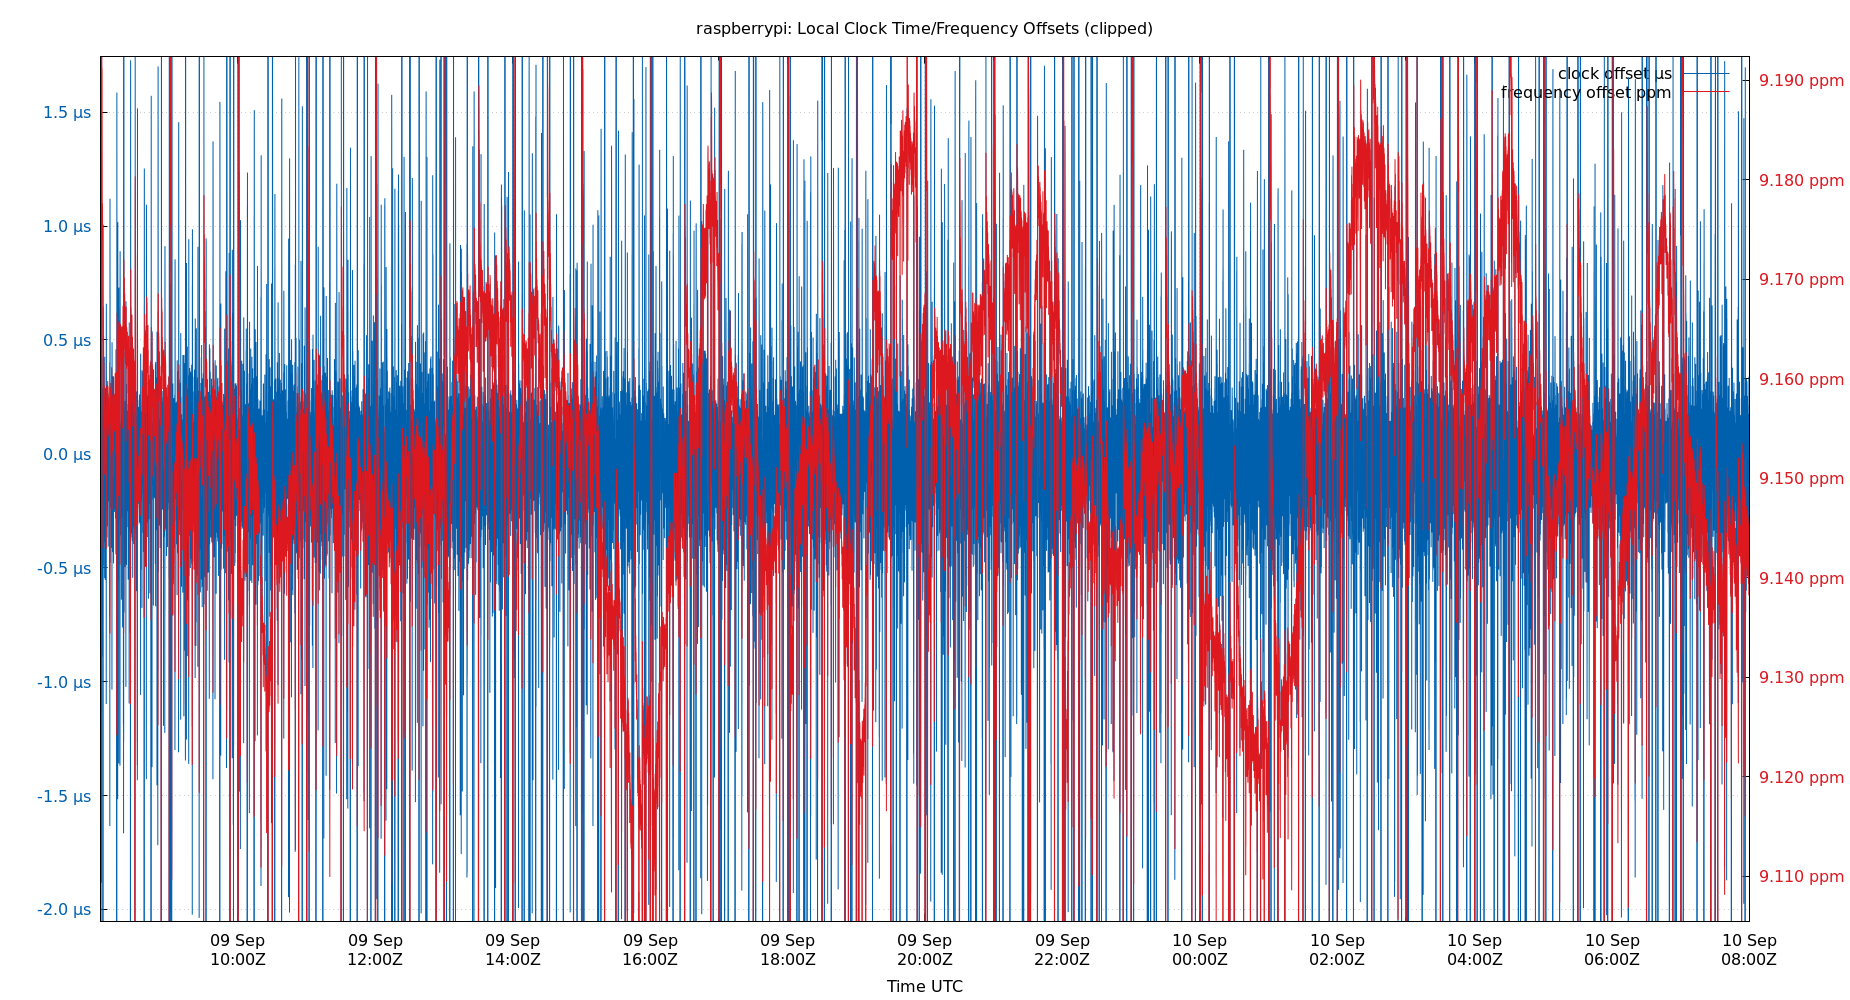 raspberrypi: Local Clock Time/Frequency Offsets (clipped)
clock offset µs
frequency offset ppm
1.5 µs
1.0 µs
0.5 µs
0.0 µs
-0.5 µs
-1.0 µs
-1.5 µs
-2.0 µs
9.190 ppm
9.180 ppm
9.170 ppm
9.160 ppm
9.150 ppm
9.140 ppm
9.130 ppm
9.120 ppm
9.110 ppm
09 Sep 09 Sep 09 Sep 09 Sep 09 Sep 09 Sep 09 Sep 10 Sep 10 Sep 10 Sep 10 Sep 10 Sep
10:00Z 12:00Z 14:00Z 16:00Z 18:00Z 20:00Z 22:00Z 00:00Z 02:00Z 04:00Z 06:00Z 08:00Z
Time UTC